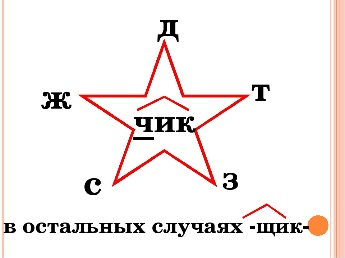 д
ж
т
чик
с
з
в остальных случаях -щик-